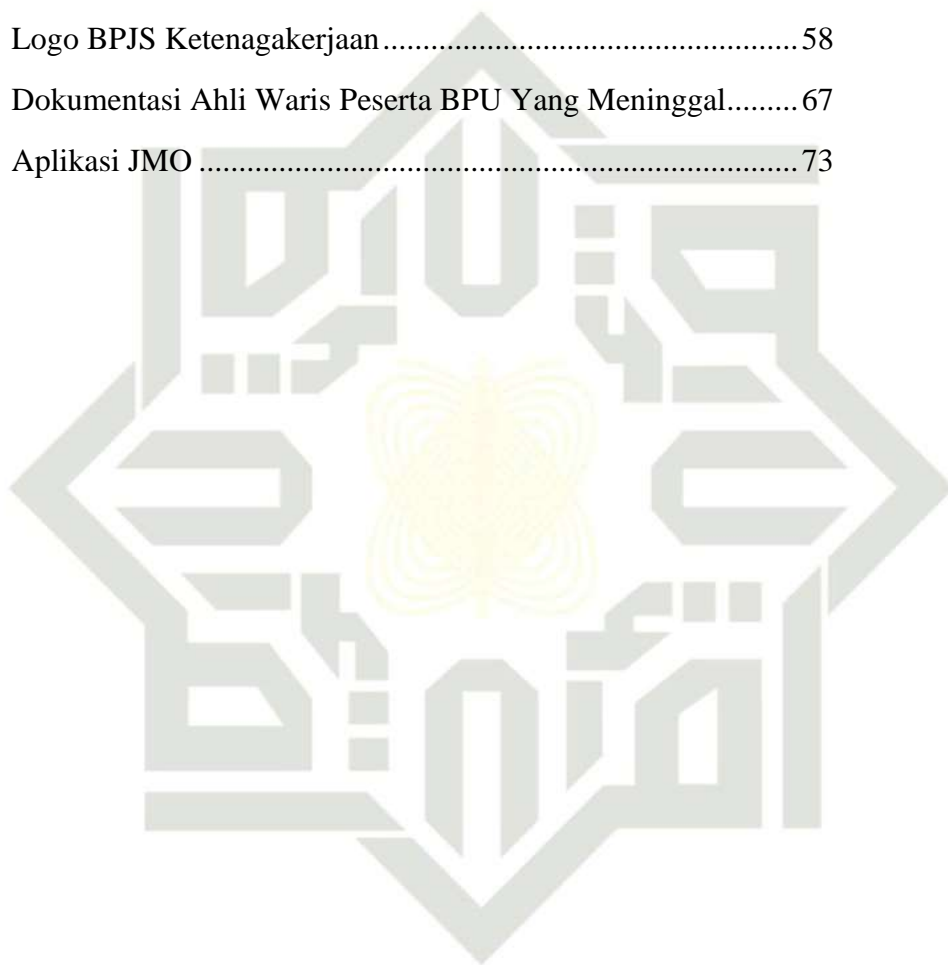 Logo BPJS Ketenagakerjaan.....................................................58
Dokumentasi Ahli Waris Peserta BPU Yang Meninggal.........67
Aplikasi JMO ...........................................................................73